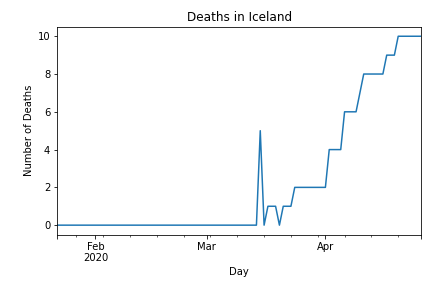 Deaths in Iceland
10
8
6
4
2
0
Number of Deaths
Feb
2020
Mar
Apr
Day